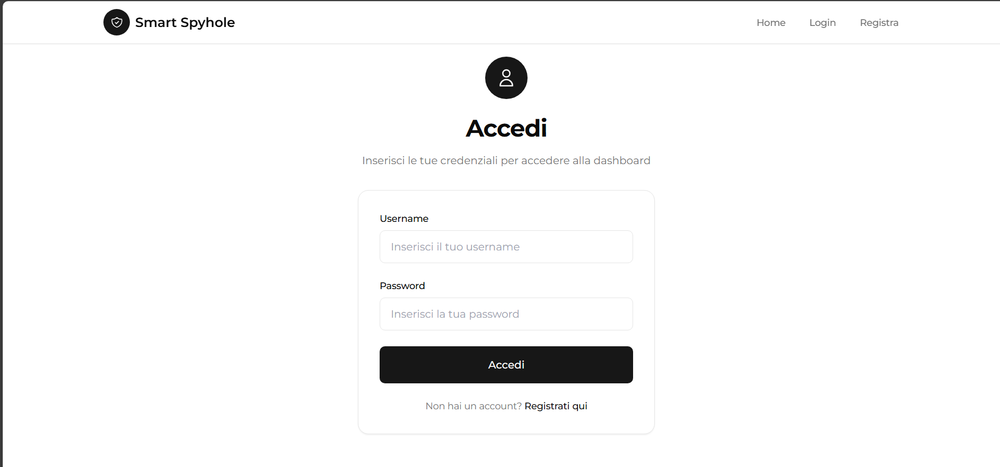 Smart Spyhole
Home Login Registra
Accedi
Inserisci le tue credenziali per accedere alla dashboard
Username
Inserisci il tuo username
Password
Inserisci la tua password
Accedi
Non hai un account? Registrati qui